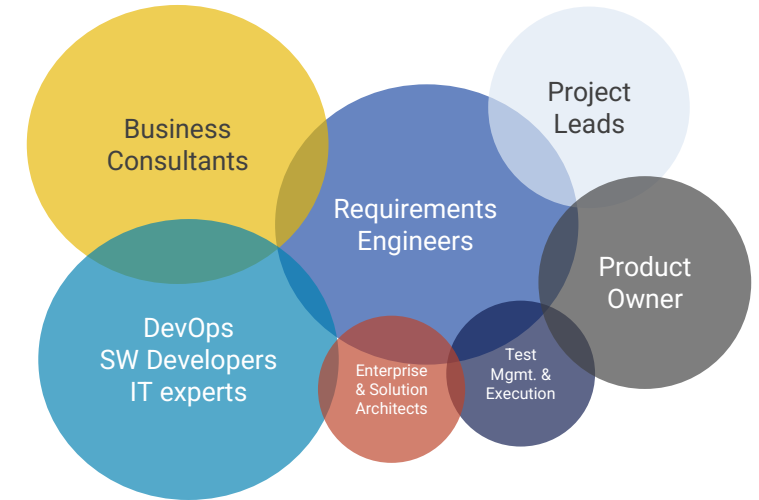 Project
Leads
Business
Consultants
Requirements
Engineers
Product
Owner
DevOps
SW Developers
IT experts
Enterprise
& Solution
Architects
Test
Mgmt. &
Execution